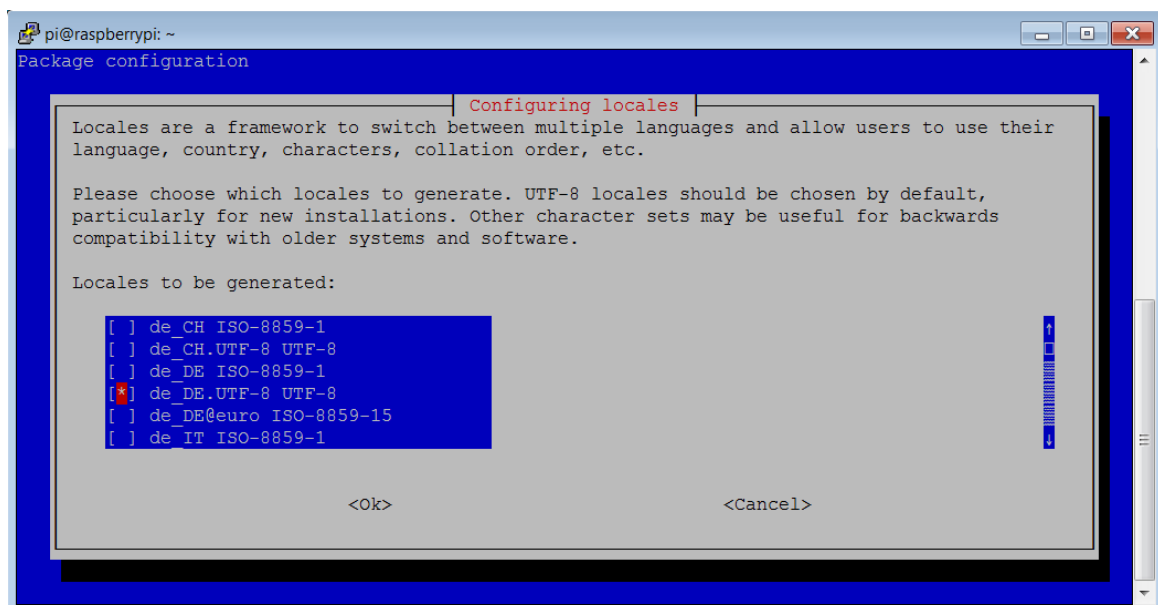 pi@raspberrypi: ~
Package configuration
Configuring locales
Locales are a framework to switch between multiple languages and allow users to use their
language, country, characters, collation order, etc.
Please choose which locales to generate. UTF-8 locales should be chosen by default,
particularly for new installations. Other character sets may be useful for backwards
compatibility with older systems and software.
Locales to be generated:
[ ] de_CH ISO-8859-1
[ ] de_CH.UTF-8 UTF-8
[ ] de_DE ISO-8859-1
[*] de_DE.UTF-8 UTF-8
[ ] de_DE@euro ISO-8859-15
[ ] de_IT ISO-8859-1
<Ok> <Cancel>